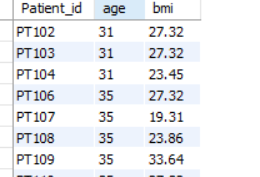 Patient_id age bmi
PT102 31 27.32
PT103 31 27.32
PT104 31 23.45
PT106 35 27.32
PT107 35 19.31
PT108 35 23.86
PT109 35 33.64